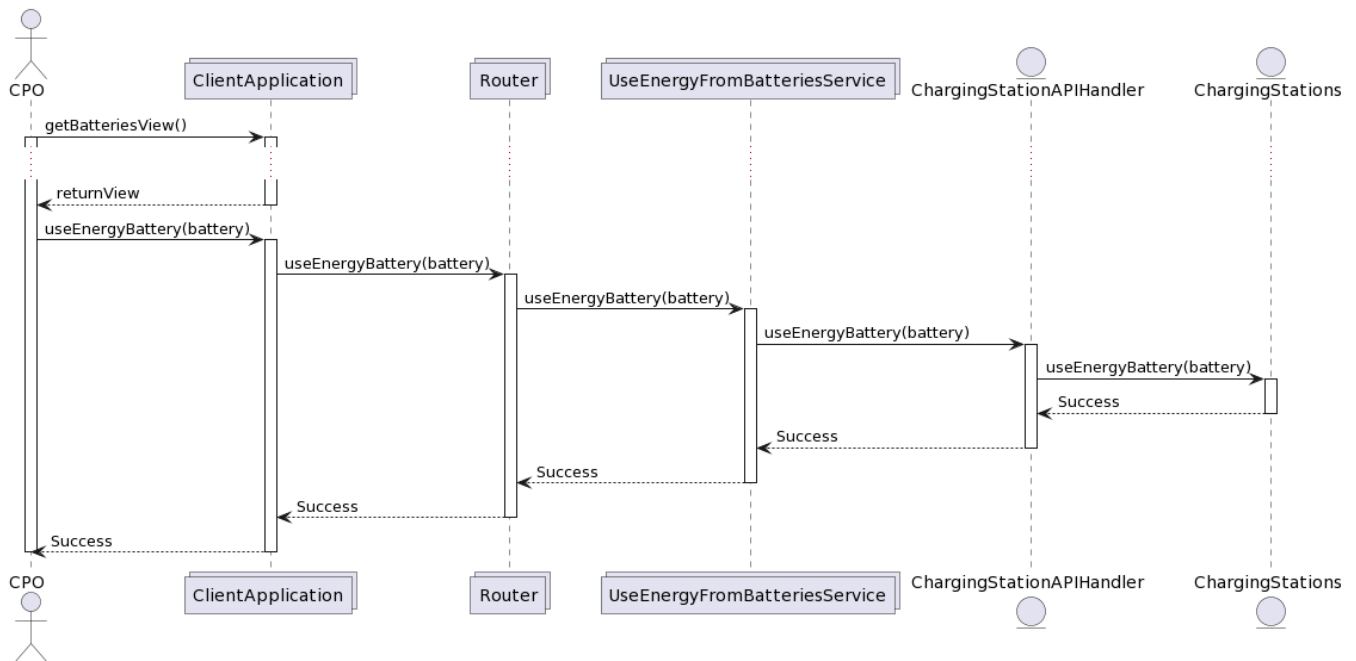 CPO
ClientApplication
Router
UseEnergyFromBatteriesService
ChargingStationAPIHandler
ChargingStations
getBatteriesView()
returnView
useEnergyBattery(battery)
useEnergyBattery(battery)
useEnergyBattery(battery)
useEnergyBattery(battery)
useEnergyBattery(battery)
Success
Success
Success
Success
Success
CPO
ClientApplication
Router
UseEnergyFromBatteriesService
ChargingStationAPIHandler
ChargingStations